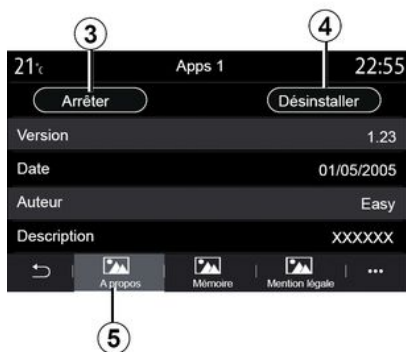 3
4
21°c Apps 1 22:55
Arrêter Désinstaller
Version 1.23
Date 01/05/2005
Auteur Easy
Description XXXXXX
A propos Mémoire Mention légale ...
5